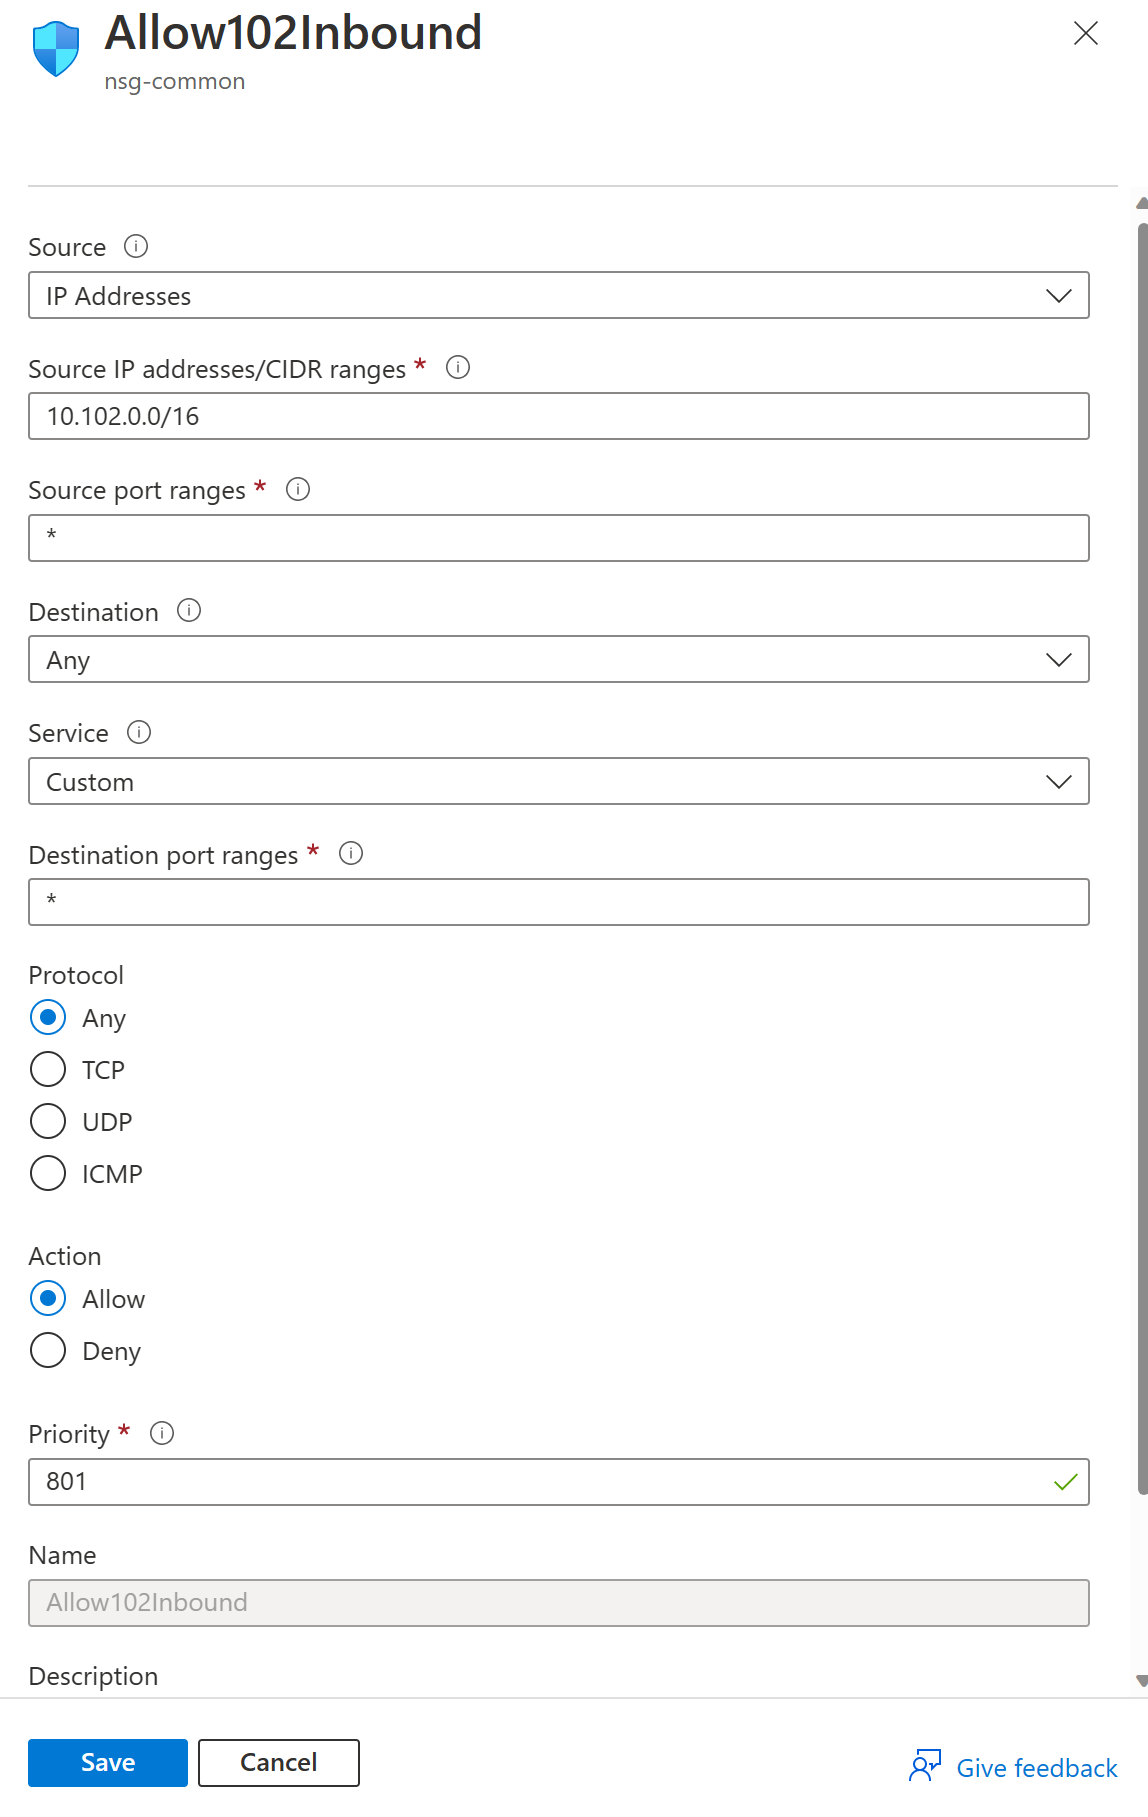 Allow102Inbound
nsg-common
Source
IP Addresses
Source IP addresses/CIDR ranges *
10.102.0.0/16
Source port ranges *
*
Destination
Any
Service
Custom
Destination port ranges *
*
Protocol
Any
TCP
UDP
ICMP
Action
Allow
Deny
Priority *
801
Name
Allow102Inbound
Description
Save Cancel Give feedback